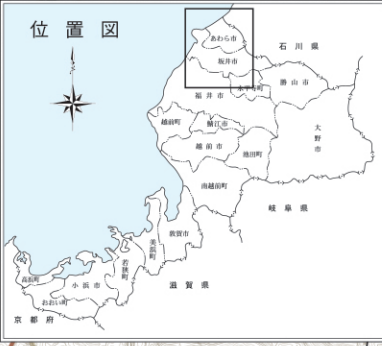 位置図
あわら市
石川県
坂井市
永平寺町
勝山市
福井市
越前町
鯖江市
大野市
越前市
池田町
南越前町
岐阜県
敦賀市
美浜町
若狭町
滋賀県
高浜町
小浜市
おおい町
京都府